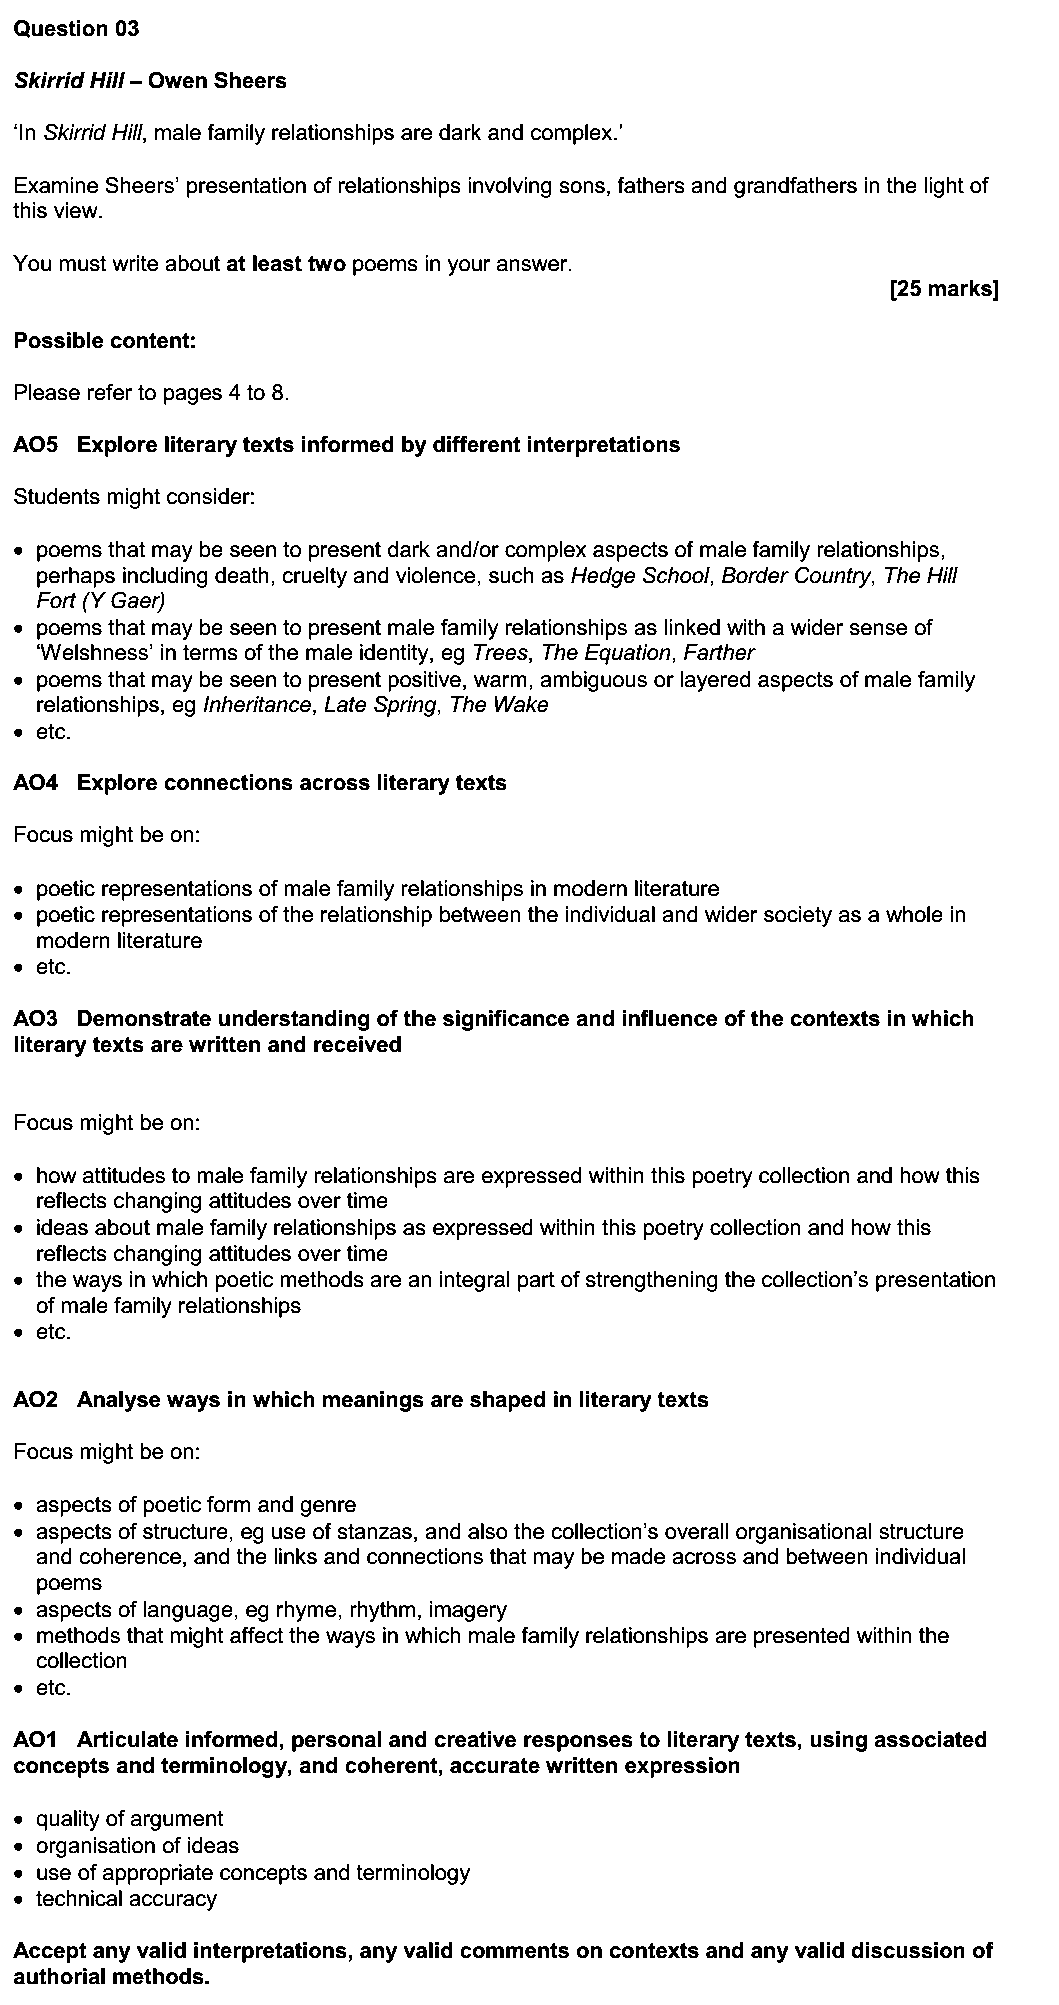 Question 03
Skirrid Hill – Owen Sheers
‘In Skirrid Hill, male family relationships are dark and complex.’
Examine Sheers’ presentation of relationships involving sons, fathers and grandfathers in the light of
this view.
You must write about at least two poems in your answer.
[25 marks]
Possible content:
Please refer to pages 4 to 8.
AO5 Explore literary texts informed by different interpretations
Students might consider:
• poems that may be seen to present dark and/or complex aspects of male family relationships,
perhaps including death, cruelty and violence, such as Hedge School, Border Country, The Hill
Fort (Y Gaer)
• poems that may be seen to present male family relationships as linked with a wider sense of
‘Welshness’ in terms of the male identity, eg Trees, The Equation, Farther
• poems that may be seen to present positive, warm, ambiguous or layered aspects of male family
relationships, eg Inheritance, Late Spring, The Wake
• etc.
AO4 Explore connections across literary texts
Focus might be on:
• poetic representations of male family relationships in modern literature
• poetic representations of the relationship between the individual and wider society as a whole in
modern literature
• etc.
AO3 Demonstrate understanding of the significance and influence of the contexts in which
literary texts are written and received
Focus might be on:
• how attitudes to male family relationships are expressed within this poetry collection and how this
reflects changing attitudes over time
• ideas about male family relationships as expressed within this poetry collection and how this
reflects changing attitudes over time
• the ways in which poetic methods are an integral part of strengthening the collection’s presentation
of male family relationships
• etc.
AO2 Analyse ways in which meanings are shaped in literary texts
Focus might be on:
• aspects of poetic form and genre
• aspects of structure, eg use of stanzas, and also the collection’s overall organisational structure
and coherence, and the links and connections that may be made across and between individual
poems
• aspects of language, eg rhyme, rhythm, imagery
• methods that might affect the ways in which male family relationships are presented within the
collection
• etc.
AO1 Articulate informed, personal and creative responses to literary texts, using associated
concepts and terminology, and coherent, accurate written expression
• quality of argument
• organisation of ideas
• use of appropriate concepts and terminology
• technical accuracy
Accept any valid interpretations, any valid comments on contexts and any valid discussion of
authorial methods.